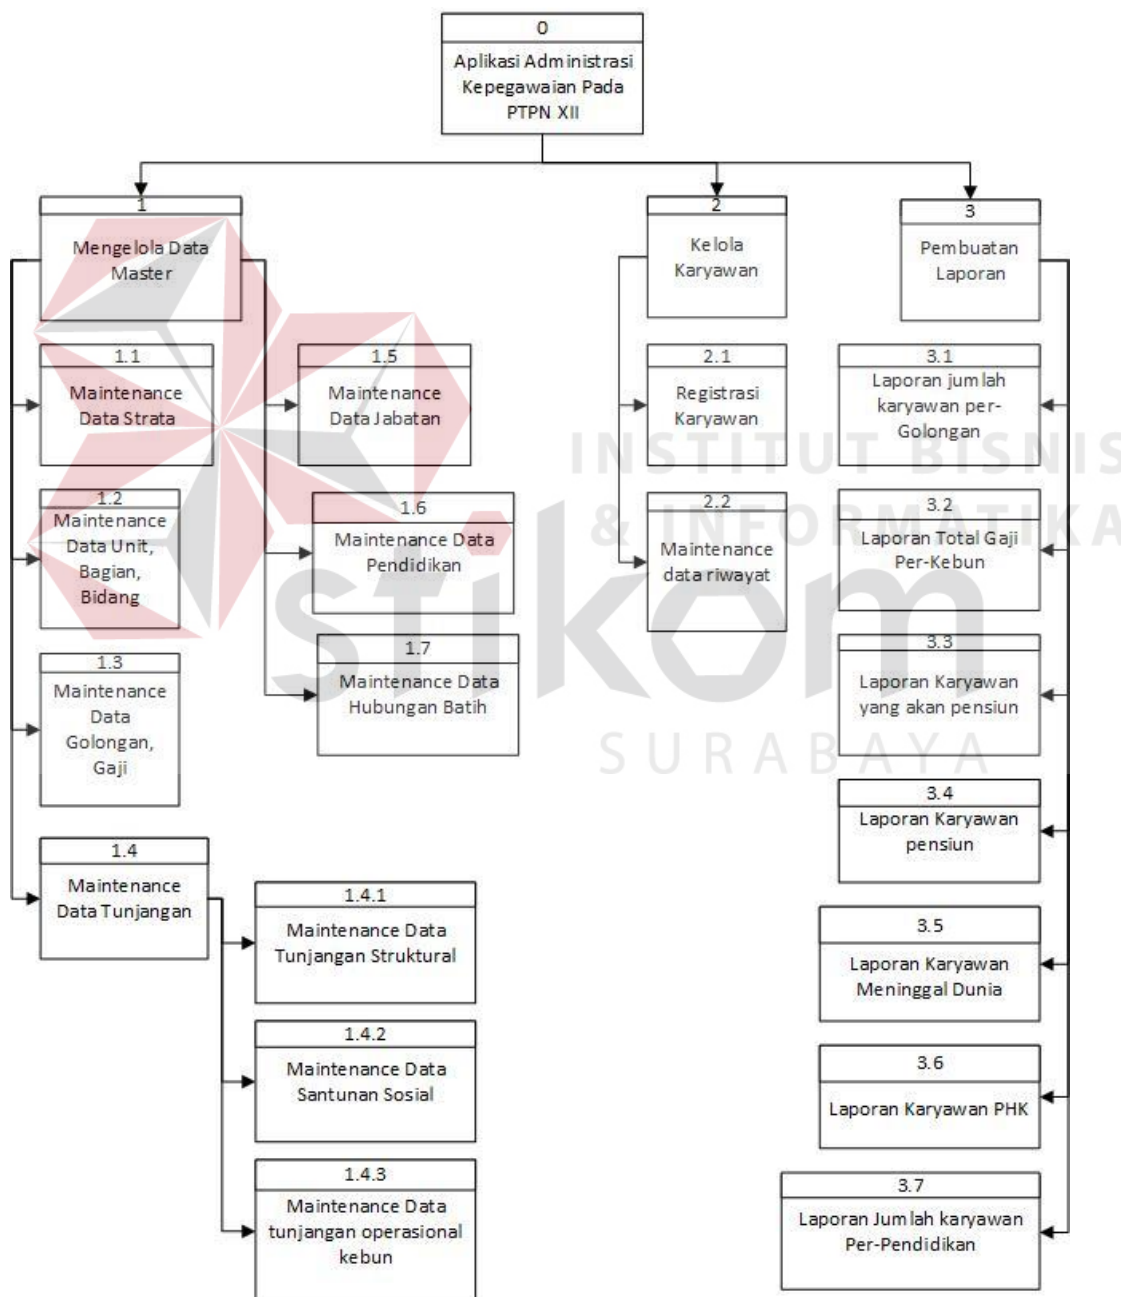 0
Aplikasi Administrasi
Kepegawaian Pada
PTPN XII
1
Mengelola Data
Master
2
Kelola
Karyawan
3
Pembuatan
Laporan
1.1
Maintenance
Data Strata
1.5
Maintenance
Data Jabatan
2.1
Registrasi
Karyawan
3.1
Laporan jumlah
karyawan per-
Golongan
INSTITUT BISNIS
& INFORMATIKA
stikom
SURABAYA
1.2
Maintenance
Data Unit,
Bagian,
Bidang
1.6
Maintenance Data
Pendidikan
2.2
Maintenance
data riwayat
3.2
Laporan Total Gaji
Per-Kebun
1.3
Maintenance
Data
Golongan,
Gaji
1.7
Maintenance Data
Hubungan Batih
3.3
Laporan Karyawan
yang akan pensiun
3.4
Laporan Karyawan
pensiun
1.4
Maintenance
Data Tunjangan
1.4.1
Maintenance Data
Tunjangan Struktural
3.5
Laporan Karyawan
Meninggal Dunia
1.4.2
Maintenance Data
Santunan Sosial
3.6
Laporan Karyawan PHK
1.4.3
Maintenance Data
tunjangan operasional
kebun
3.7
Laporan Jumlah karyawan
Per-Pendidikan